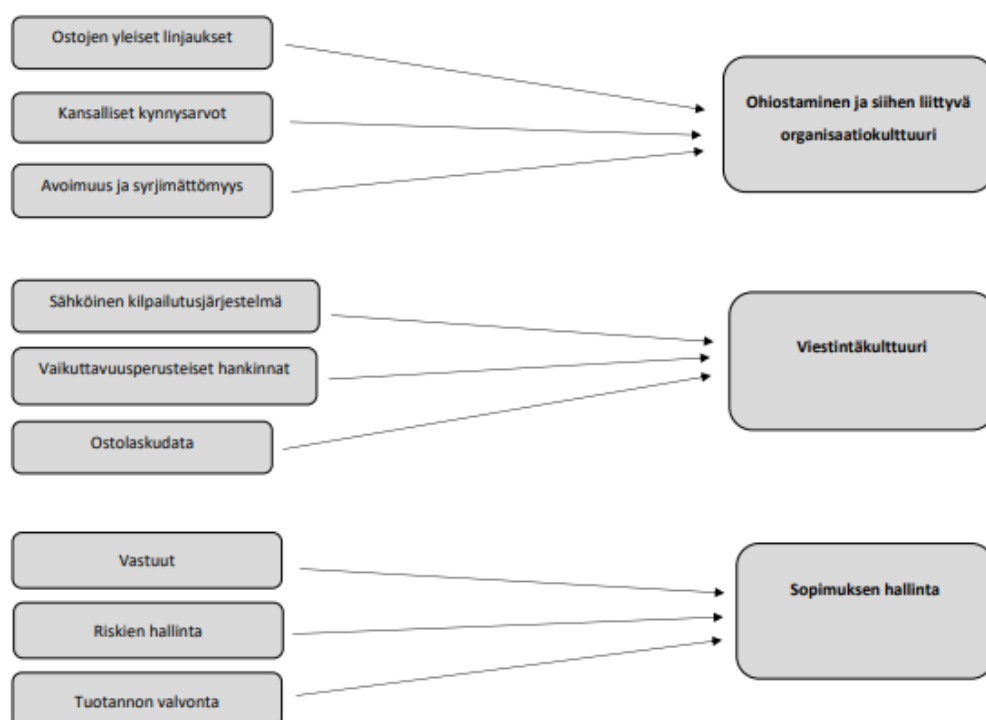 Ostojen yleiset linjaukset
Kansalliset kynnysarvot
Avoimuus ja syrjimättömyys
Ohiostaminen ja siihen liittyvä
organisaatiokulttuuri
Sähköinen kilpailutusjärjestelmä
Vaikuttavuusperusteiset hankinnat
Ostolaskudata
Viestintäkulttuuri
Vastuut
Riskien hallinta
Tuotannon valvonta
Sopimuksen hallinta